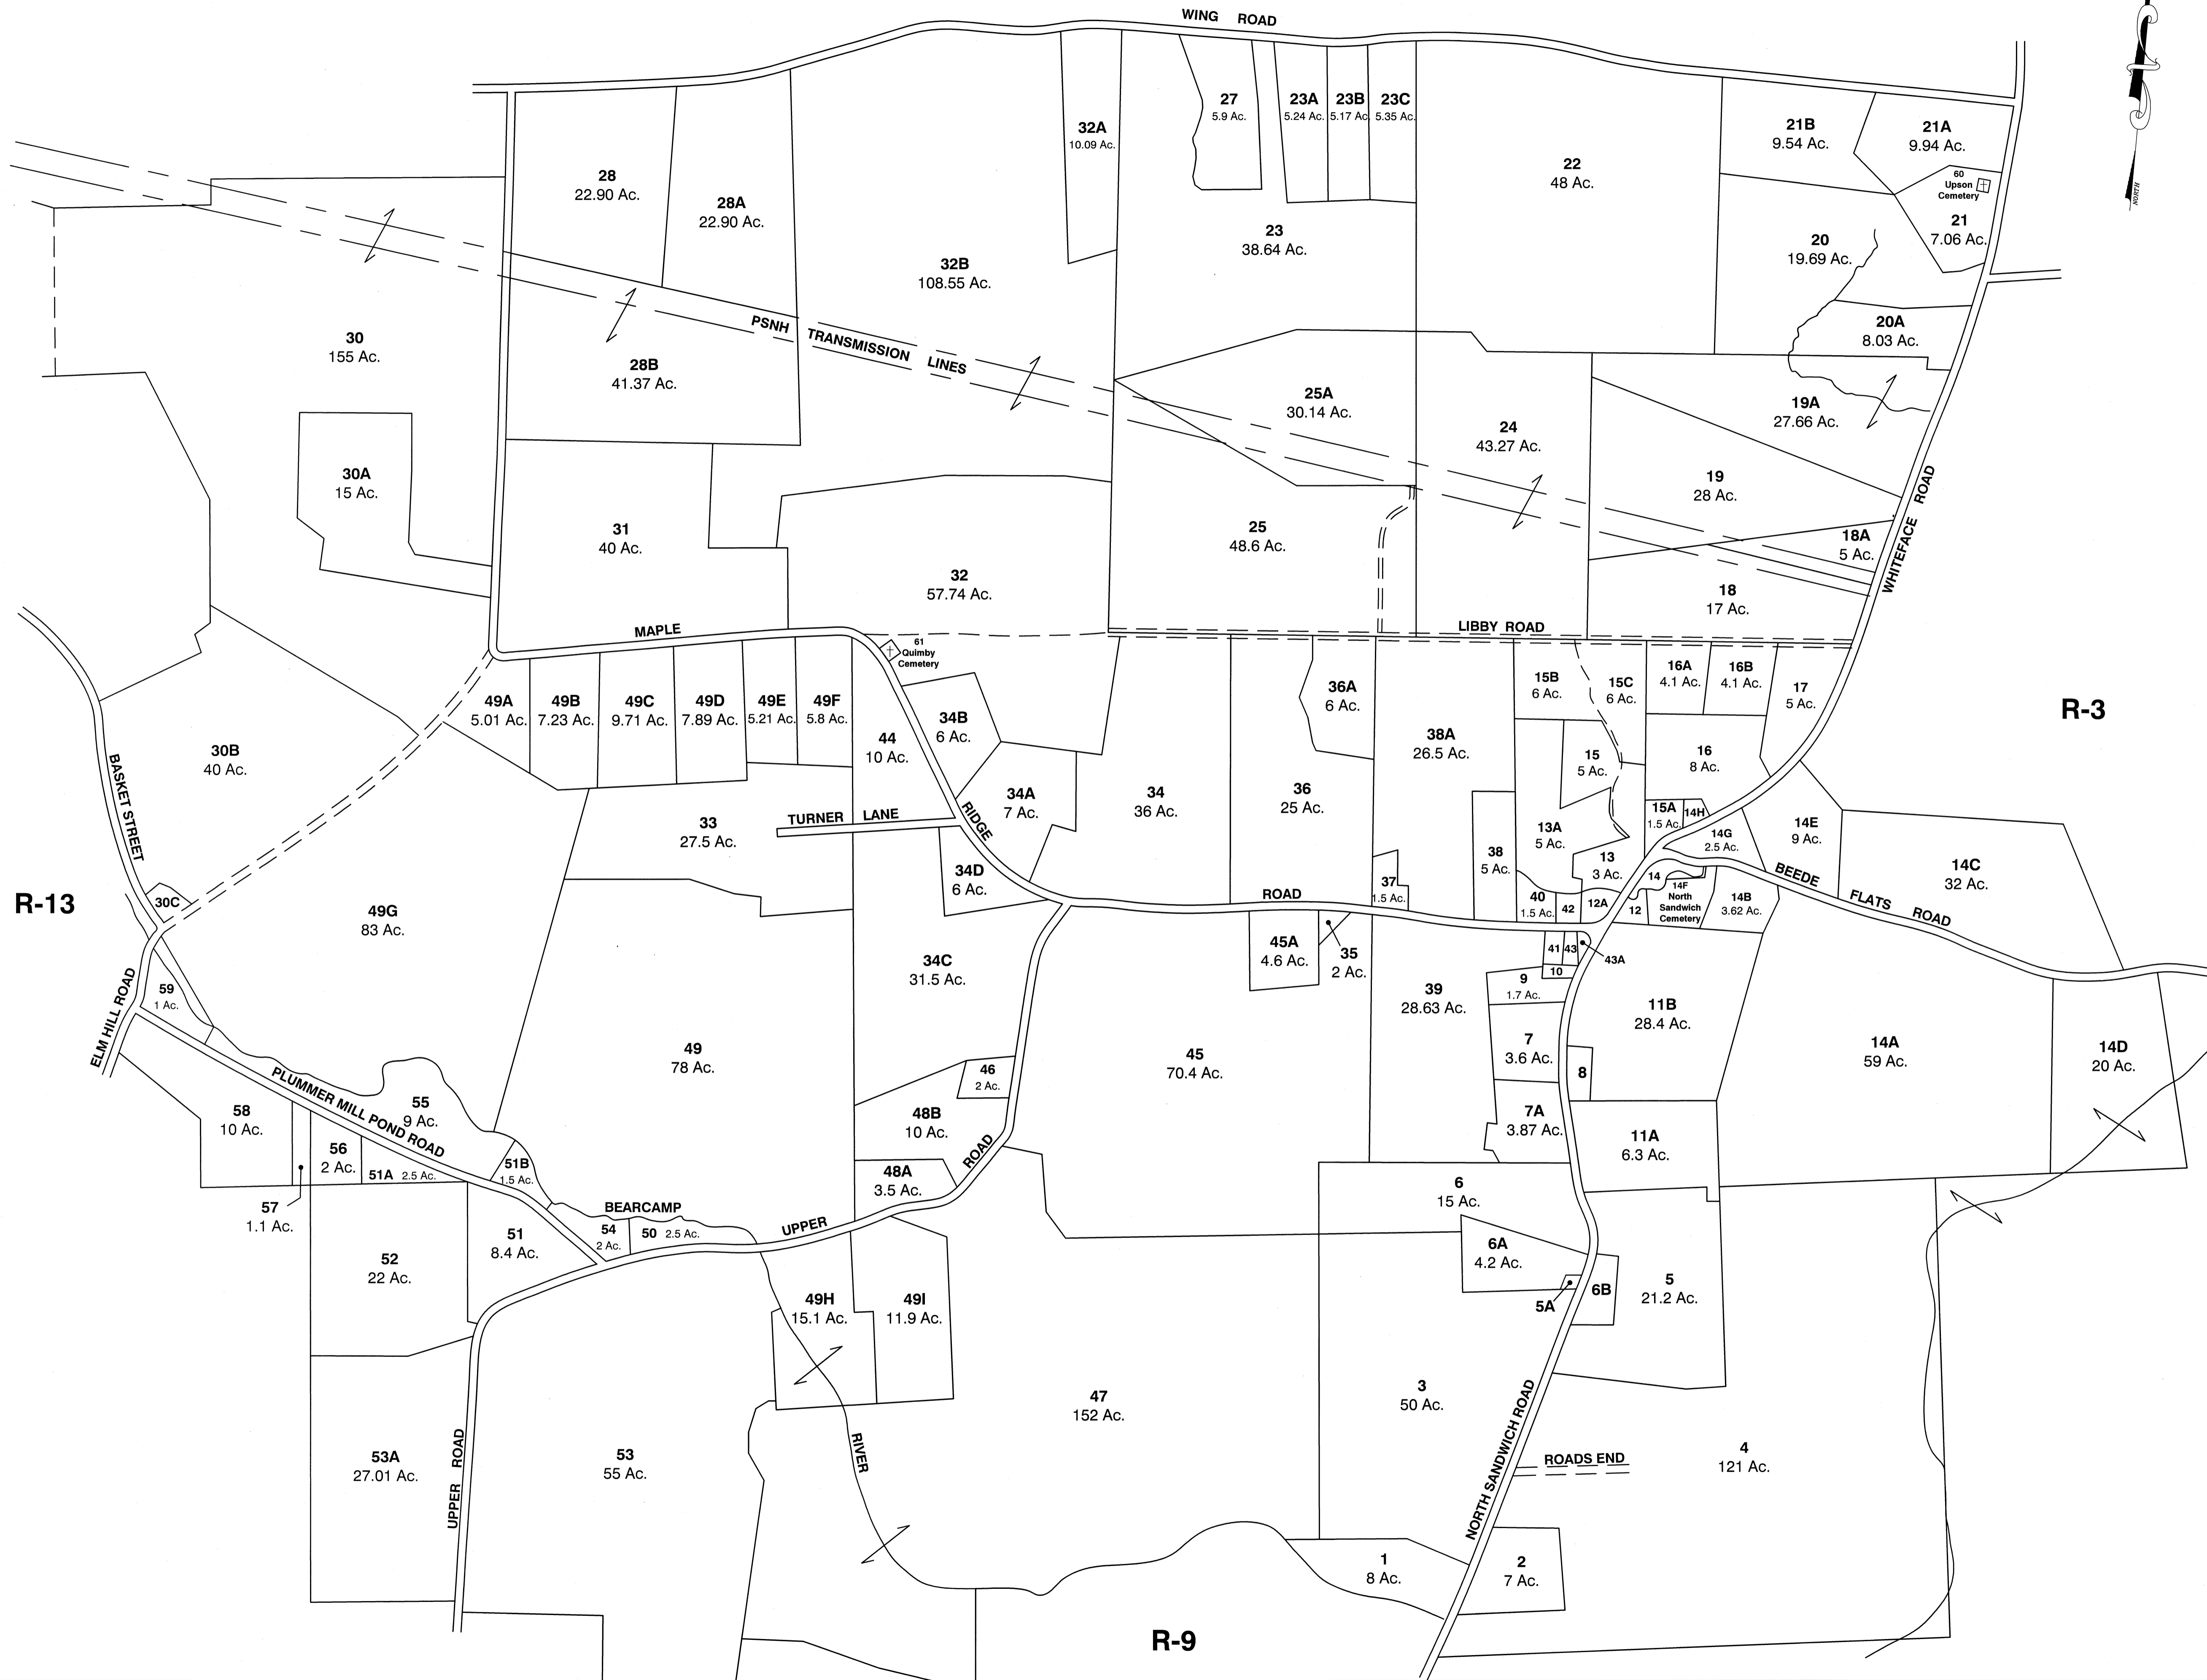 WING ROAD
NORTH
27
5.9 Ac.
23A
5.24 Ac.
23B
5.17 Ac
23C
5.35 Ac.
32A
10.09 Ac.
21B
9.54 Ac.
21A
9.94 Ac.
22
48 Ac.
28
22.90 Ac.
28A
22.90 Ac.
60
Upson
Cemetery
21
7.06 Ac.
23
38.64 Ac.
20
19.69 Ac.
32B
108.55 Ac.
20A
8.03 Ac.
PSNH TRANSMISSION LINES
30
155 Ac.
28B
41.37 Ac.
25A
30.14 Ac.
24
43.27 Ac.
19A
27.66 Ac.
30A
15 Ac.
19
28 Ac.
WHITEFACE ROAD
31
40 Ac.
25
48.6 Ac.
18A
5 Ac.
32
57.74 Ac.
18
17 Ac.
MAPLE
LIBBY ROAD
61
Quimby
Cemetery
49A
5.01 Ac.
49B
7.23 Ac.
49C
9.71 Ac.
49D
7.89 Ac.
49E
5.21 Ac.
49F
5.8 Ac.
44
10 Ac.
34B
6 Ac.
36A
6 Ac.
38A
26.5 Ac.
15B
6 Ac.
15C
6 Ac.
16A
4.1 Ac.
16B
4.1 Ac.
17
5 Ac.
R-3
30B
40 Ac.
BASKET STREET
15
5 Ac.
16
8 Ac.
33
27.5 Ac.
TURNER LANE
RIDGE
34A
7 Ac.
34
36 Ac.
36
25 Ac.
15A
1.5 Ac.
14H
14G
2.5 Ac.
14E
9 Ac.
13A
5 Ac.
38
5 Ac.
13
3 Ac.
14
14F
North
Sandwich
Cemetery
14B
3.62 Ac.
BEEDE FLATS ROAD
14C
32 Ac.
R-13
30C
34D
6 Ac.
ROAD
37
1.5 Ac.
40
1.5 Ac.
42
12A
12
49G
83 Ac.
45A
4.6 Ac.
35
2 Ac.
41
43
43A
10
34C
31.5 Ac.
39
28.63 Ac.
9
1.7 Ac.
11B
28.4 Ac.
ELM HILL ROAD
59
1 Ac.
49
78 Ac.
45
70.4 Ac.
7
3.6 Ac.
8
14A
59 Ac.
14D
20 Ac.
PLUMMER MILL POND ROAD
46
2 Ac.
58
10 Ac.
55
9 Ac.
48B
10 Ac.
7A
3.87 Ac.
11A
6.3 Ac.
56
2 Ac.
51A 2.5 Ac.
51B
1.5 Ac.
48A
3.5 Ac.
ROAD
57
1.1 Ac.
BEARCAMP
UPPER
6
15 Ac.
51
8.4 Ac.
54
2 Ac.
50 2.5 Ac.
52
22 Ac.
6A
4.2 Ac.
5A
6B
5
21.2 Ac.
49H
15.1 Ac.
49I
11.9 Ac.
47
152 Ac.
3
50 Ac.
NORTH SANDWICH ROAD
RIVER
53A
27.01 Ac.
UPPER ROAD
53
55 Ac.
ROADS END
4
121 Ac.
1
8 Ac.
2
7 Ac.
R-9